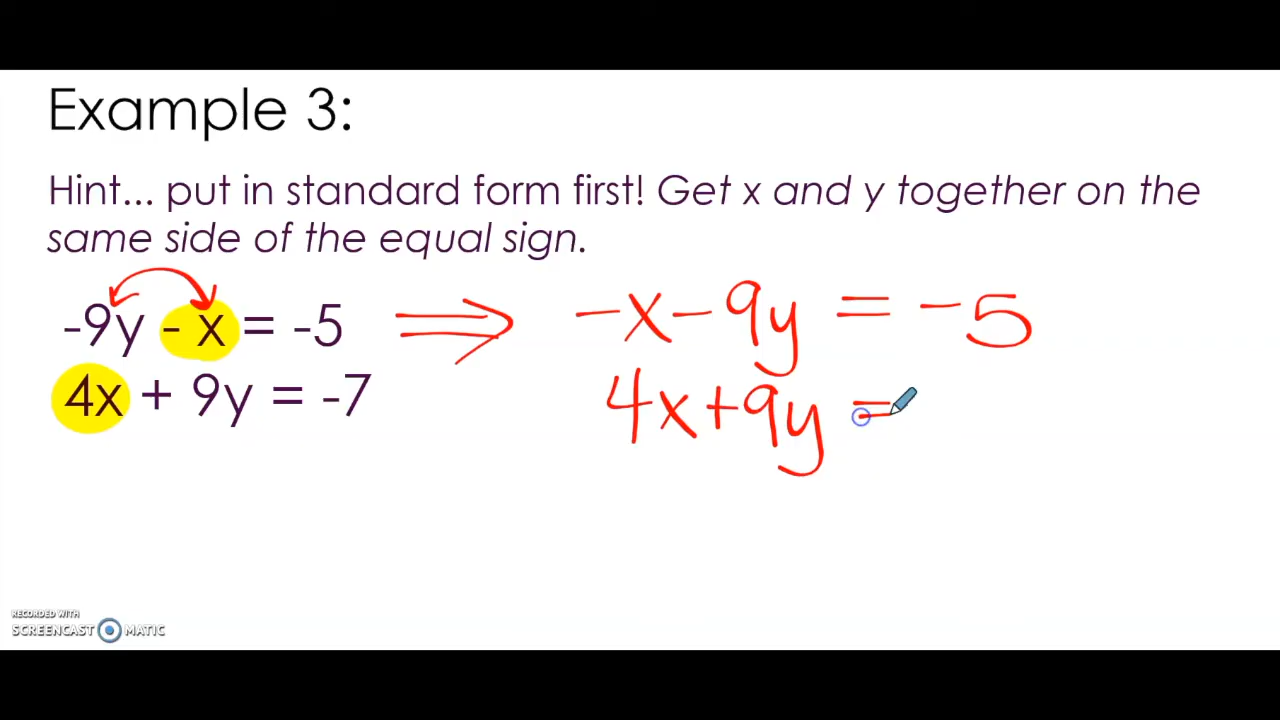 Example 3:
Hint... put in standard form first! Get x and y together on the
same side of the equal sign.
-9y - x = -5
4x + 9y = -7
-x - 9y = -5
4x + 9y =
RECORDED WITH
SCREENCAST MATIC